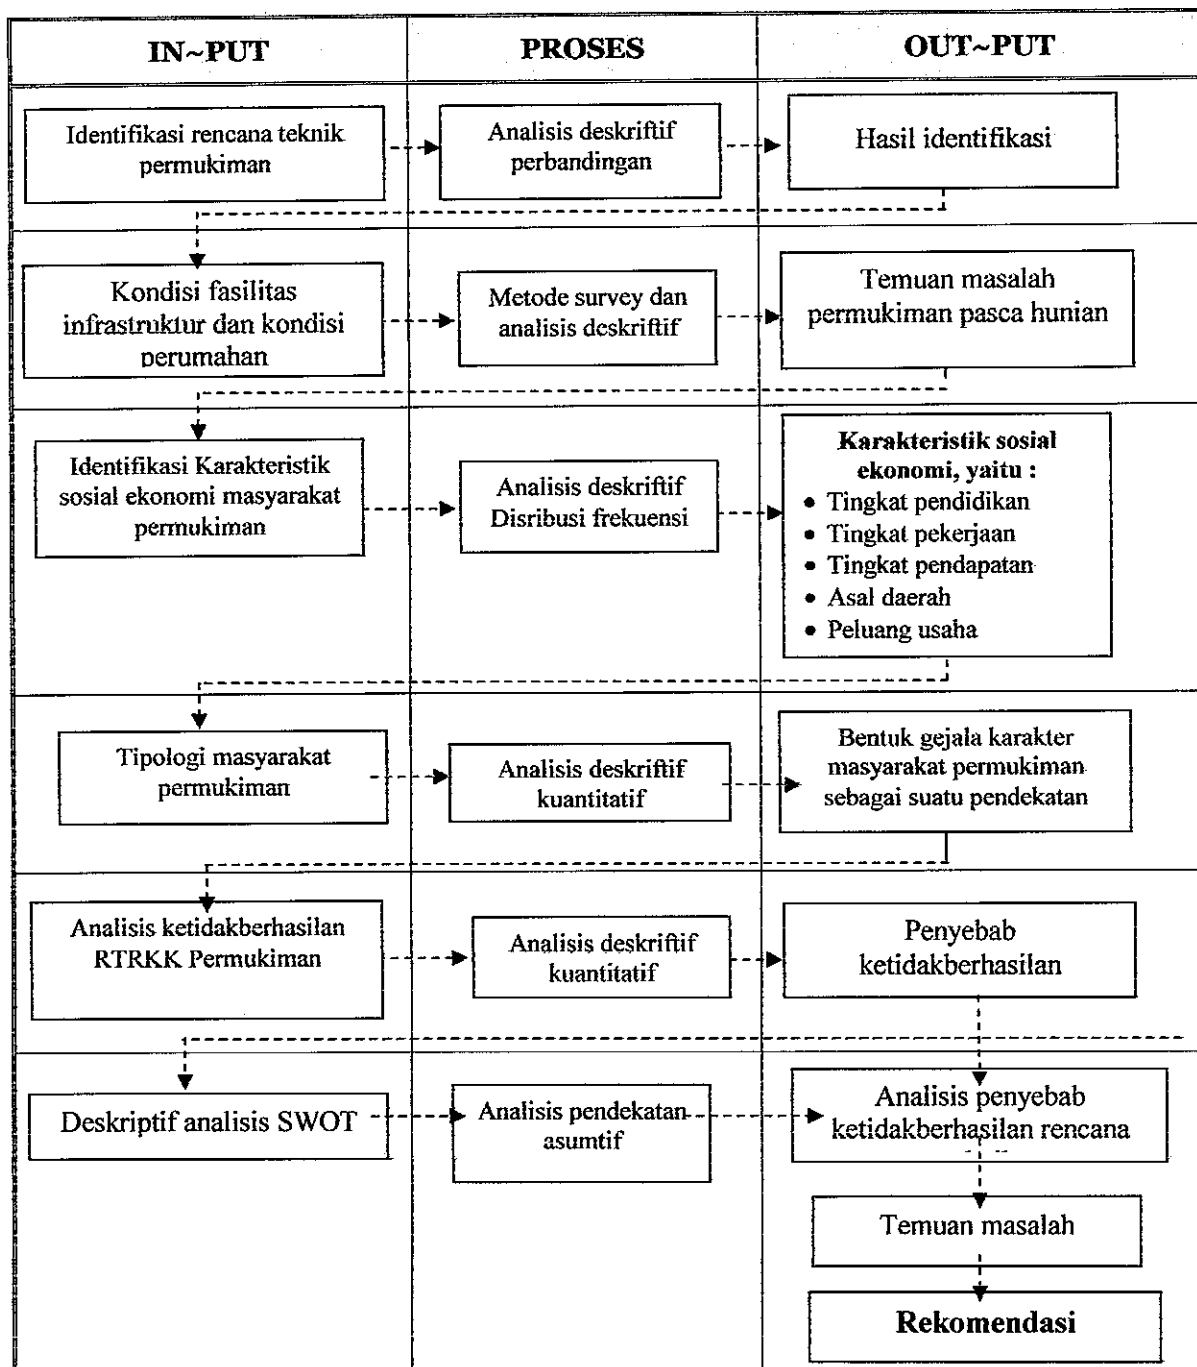 IN~PUT
PROSES
OUT~PUT
Identifikasi rencana teknik
permukiman
Analisis deskriftif
perbandingan
Hasil identifikasi
Kondisi fasilitas
infrastruktur dan kondisi
perumahan
Metode survey dan
analisis deskriftif
Temuan masalah
permukiman pasca hunian
Identifikasi Karakteristik
sosial ekonomi masyarakat
permukiman
Analisis deskriftif
Disribusi frekuensi
Karakteristik sosial
ekonomi, yaitu :
• Tingkat pendidikan
• Tingkat pekerjaan
• Tingkat pendapatan
• Asal daerah
• Peluang usaha
Tipologi masyarakat
permukiman
Analisis deskriftif
kuantitatif
Bentuk gejala karakter
masyarakat permukiman
sebagai suatu pendekatan
Analisis ketidakberhasilan
RTRKK Permukiman
Analisis deskriftif
kuantitatif
Penyebab
ketidakberhasilan
Deskriptif analisis SWOT
Analisis pendekatan
asumtif
Analisis penyebab
ketidakberhasilan rencana
Temuan masalah
Rekomendasi